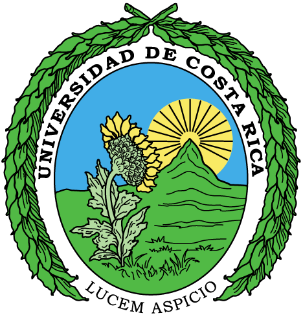 UNIVERSIDAD DE COSTA RICA
LUCEM ASPICIO